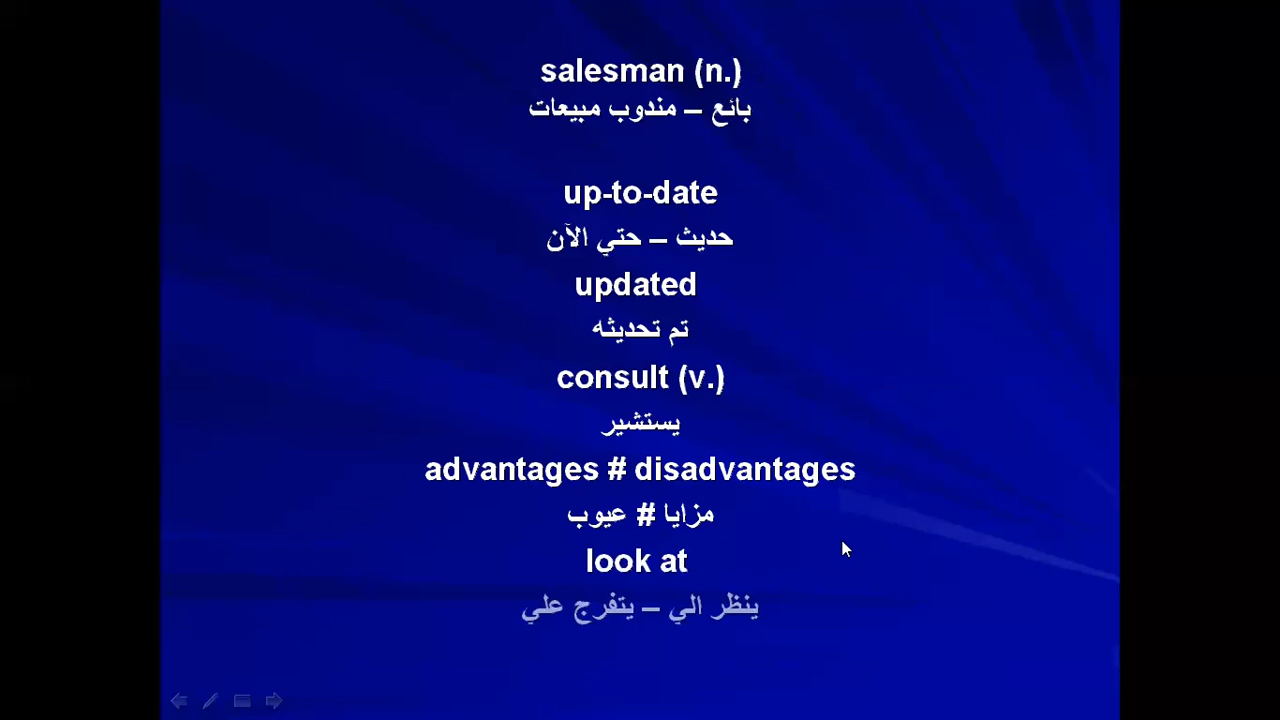 salesman (n.)
بائع – مندوب مبيعات
up-to-date
حديث – حتي الآن
updated
تم تحديثه
consult (v.)
يستشير
advantages # disadvantages
مزايا # عيوب
look at
ينظر الي – يتفرج علي